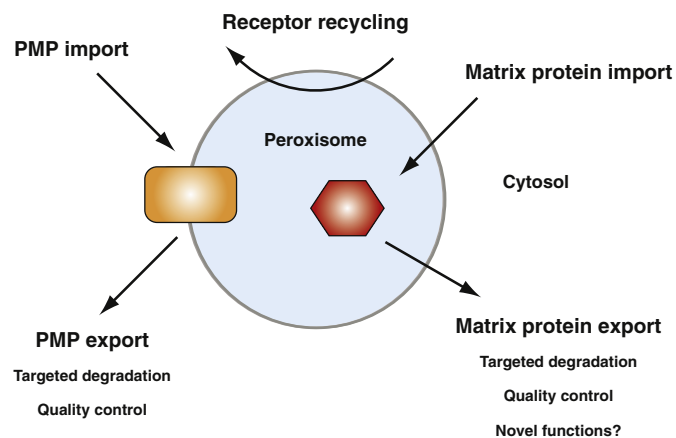 Receptor recycling
PMP import
Matrix protein import
Peroxisome
Cytosol
PMP export
Targeted degradation
Quality control
Matrix protein export
Targeted degradation
Quality control
Novel functions?